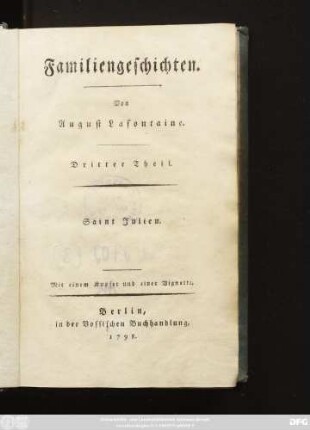 Familiengeschichten.
Von
August Lafontaine.
Dritter Theil.
Saint Julien.
Mit einem Kupfer und einer Vignette.
Berlin,
in der Vossischen Buchhandlung,
1798.
DFG